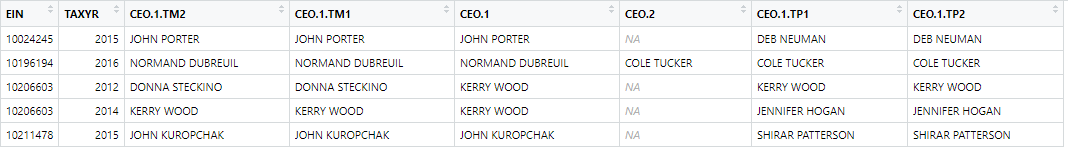 EIN TAXYR CEO.1.TM2 CEO.1.TM1 CEO.1 CEO.2 CEO.1.TP1 CEO.1.TP2
10024245 2015 JOHN PORTER JOHN PORTER JOHN PORTER NA DEB NEUMAN DEB NEUMAN
10196194 2016 NORMAND DUBREUIL NORMAND DUBREUIL NORMAND DUBREUIL COLE TUCKER COLE TUCKER COLE TUCKER
10206603 2012 DONNA STECKINO DONNA STECKINO KERRY WOOD NA KERRY WOOD KERRY WOOD
10206603 2014 KERRY WOOD KERRY WOOD KERRY WOOD NA JENNIFER HOGAN JENNIFER HOGAN
10211478 2015 JOHN KUROPCHAK JOHN KUROPCHAK JOHN KUROPCHAK NA SHIRAR PATTERSON SHIRAR PATTERSON